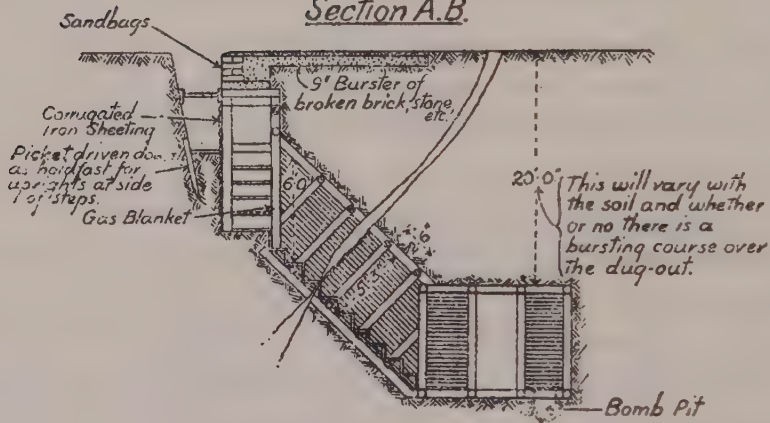 Section A.B.
Sandbags
9" Burster of
broken brick, stone,
etc.
Corrugated
Iron Sheeting
Picket driven
as holdfast for
uprights at side
of steps.
Gas Blanket
6'0"
5'3"
20'0"
This will vary with
the soil and whether
or no there is a
bursting course over
the dug-out.
Bomb Pit